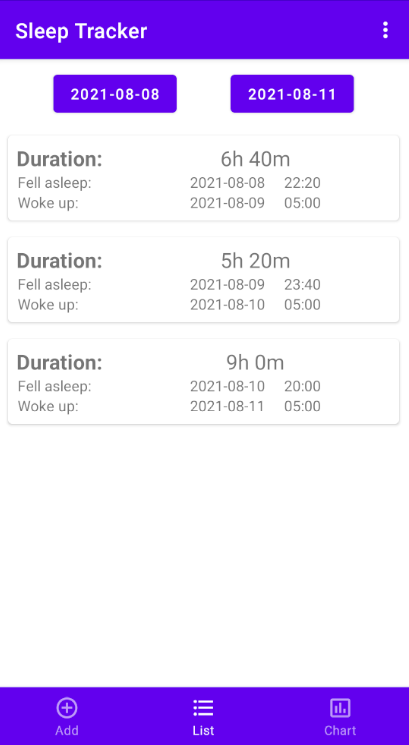 Sleep Tracker
2021-08-08 2021-08-11
Duration: 6h 40m
Fell asleep: 2021-08-08 22:20
Woke up: 2021-08-09 05:00
Duration: 5h 20m
Fell asleep: 2021-08-09 23:40
Woke up: 2021-08-10 05:00
Duration: 9h 0m
Fell asleep: 2021-08-10 20:00
Woke up: 2021-08-11 05:00
Add List Chart